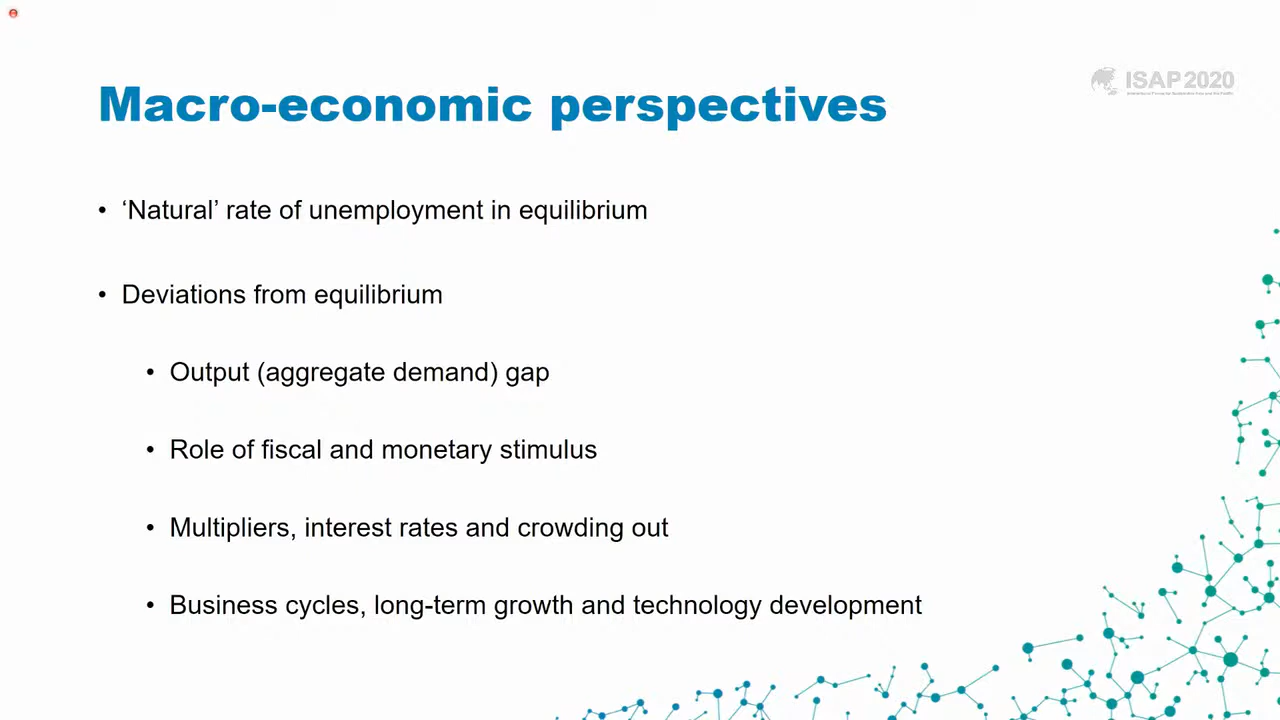 ISAP 2020
Macro-economic perspectives
• ‘Natural’ rate of unemployment in equilibrium
• Deviations from equilibrium
• Output (aggregate demand) gap
• Role of fiscal and monetary stimulus
• Multipliers, interest rates and crowding out
• Business cycles, long-term growth and technology development